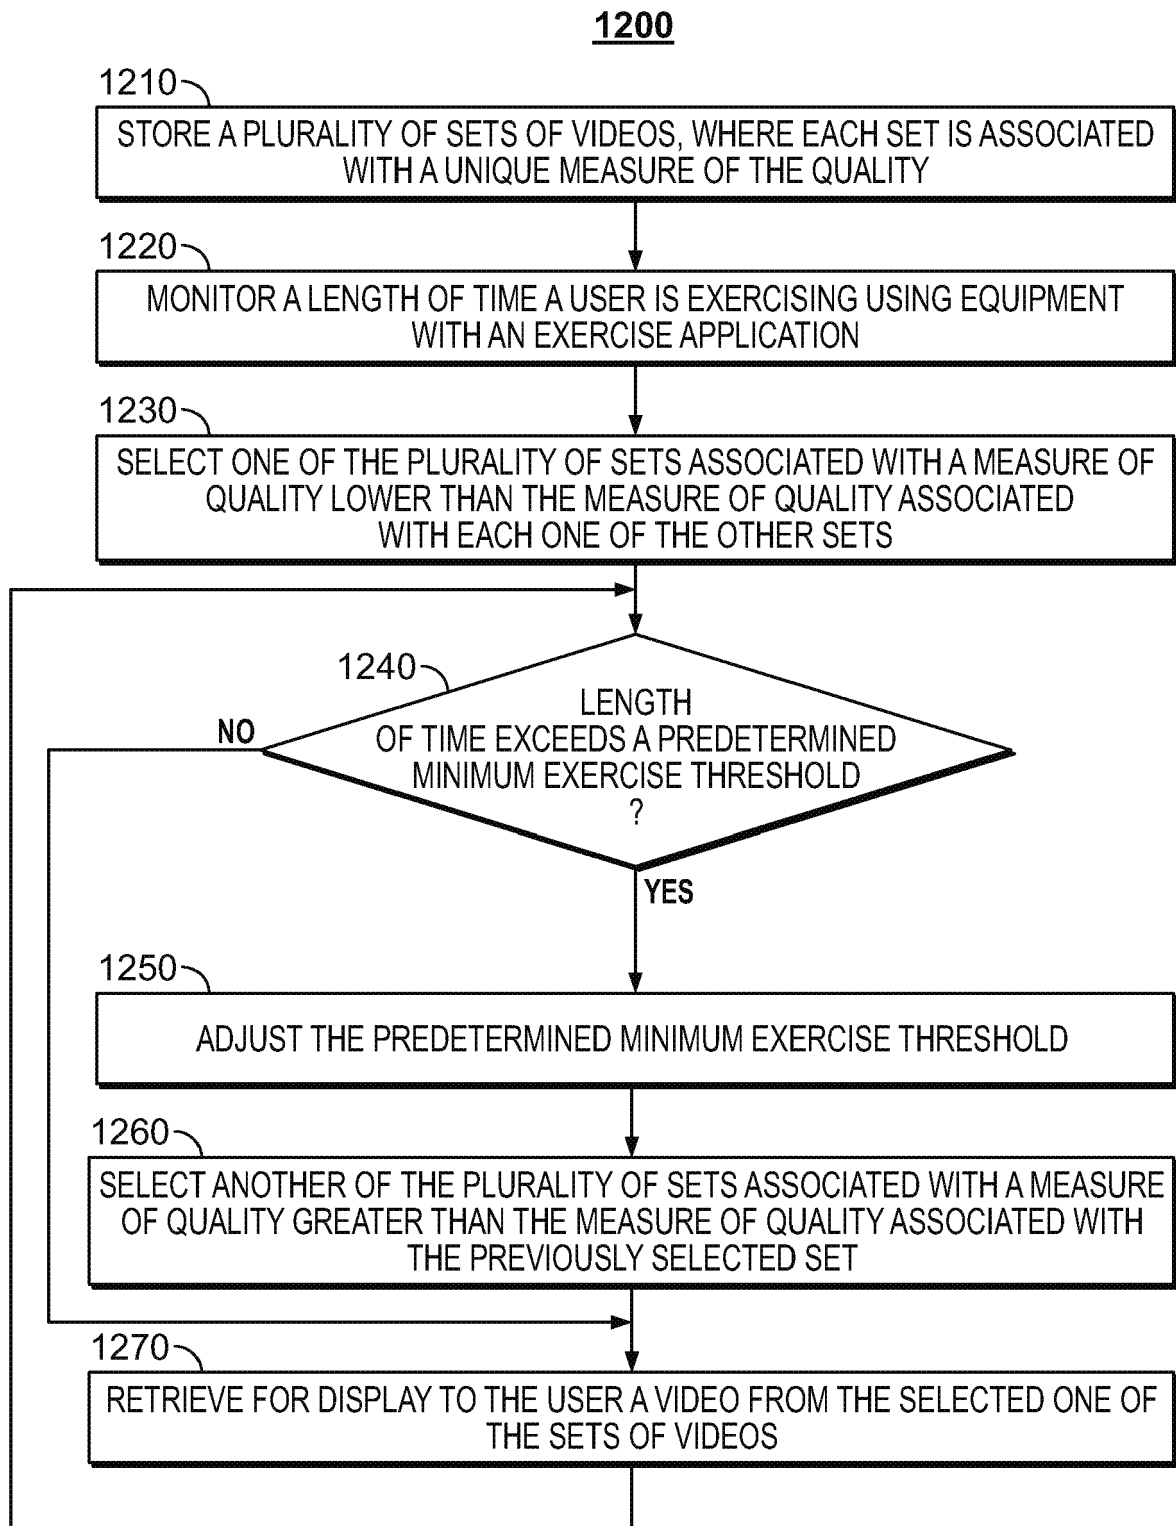 1200
1210
STORE A PLURALITY OF SETS OF VIDEOS, WHERE EACH SET IS ASSOCIATED
WITH A UNIQUE MEASURE OF THE QUALITY
1220
MONITOR A LENGTH OF TIME A USER IS EXERCISING USING EQUIPMENT
WITH AN EXERCISE APPLICATION
1230
SELECT ONE OF THE PLURALITY OF SETS ASSOCIATED WITH A MEASURE OF
QUALITY LOWER THAN THE MEASURE OF QUALITY ASSOCIATED
WITH EACH ONE OF THE OTHER SETS
1240
LENGTH
OF TIME EXCEEDS A PREDETERMINED
MINIMUM EXERCISE THRESHOLD
?
NO
YES
1250
ADJUST THE PREDETERMINED MINIMUM EXERCISE THRESHOLD
1260
SELECT ANOTHER OF THE PLURALITY OF SETS ASSOCIATED WITH A MEASURE
OF QUALITY GREATER THAN THE MEASURE OF QUALITY ASSOCIATED WITH
THE PREVIOUSLY SELECTED SET
1270
RETRIEVE FOR DISPLAY TO THE USER A VIDEO FROM THE SELECTED ONE OF
THE SETS OF VIDEOS